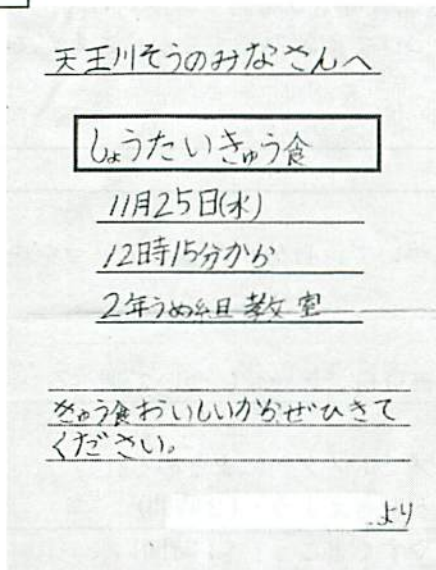 天王川そうのみなさんへ
しょうたいきゅう食
11月25日(水)
12時15分から
2年うめ組教室
きゅう食おいしいからぜひきて
ください。
より